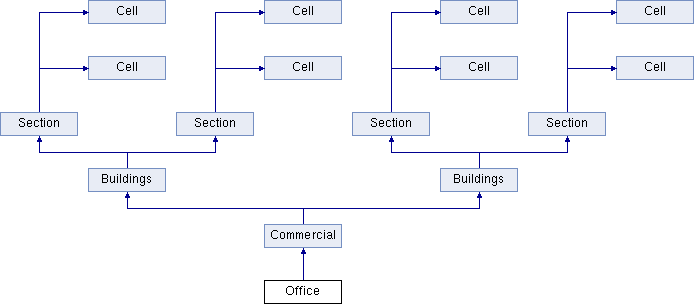 Cell Cell Cell Cell
Cell Cell Cell Cell
Section Section Section Section
Buildings Buildings
Commercial
Office